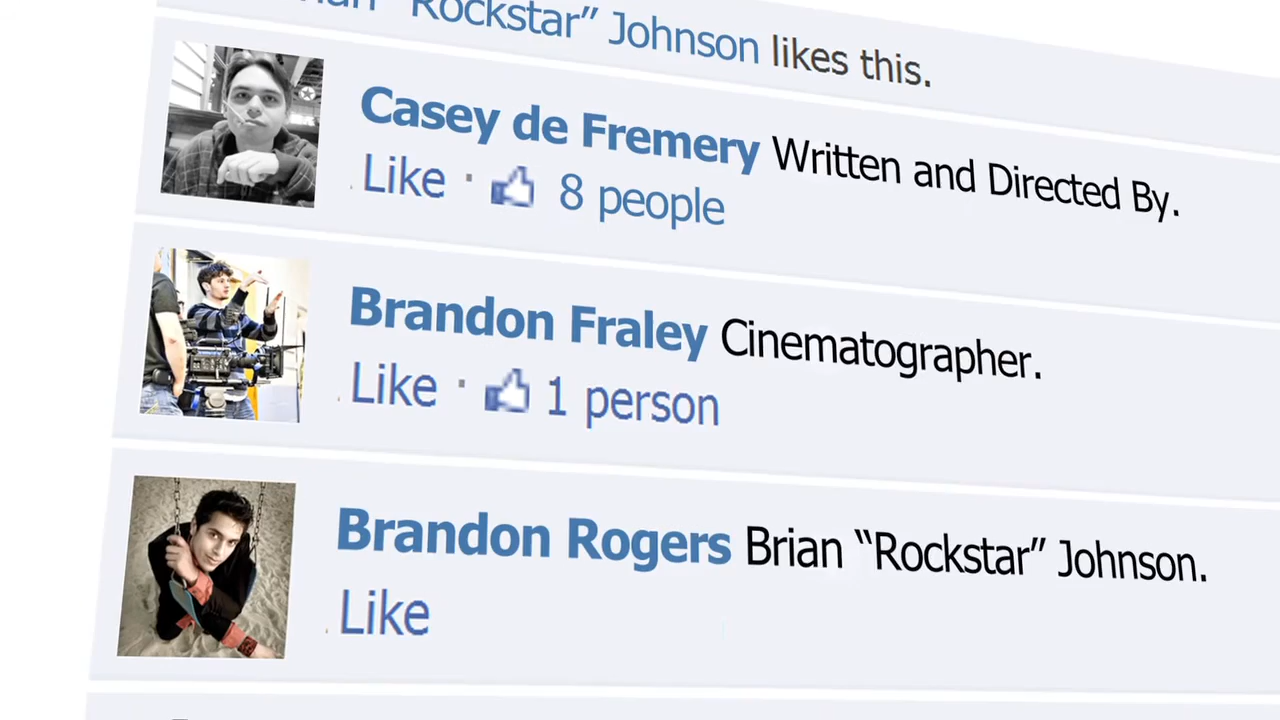 “Rockstar” Johnson likes this.
Casey de Fremery Written and Directed By.
Like · 8 people
Brandon Fraley Cinematographer.
Like · 1 person
Brandon Rogers Brian “Rockstar” Johnson.
Like